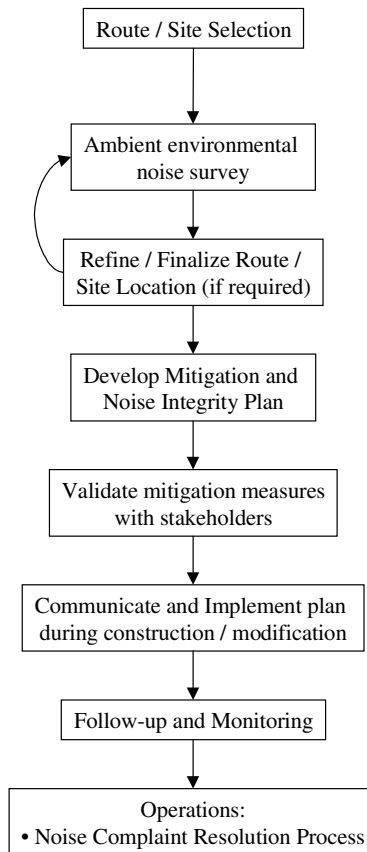 Route / Site Selection
Ambient environmental
noise survey
Refine / Finalize Route /
Site Location (if required)
Develop Mitigation and
Noise Integrity Plan
Validate mitigation measures
with stakeholders
Communicate and Implement plan
during construction / modification
Follow-up and Monitoring
Operations:
• Noise Complaint Resolution Process